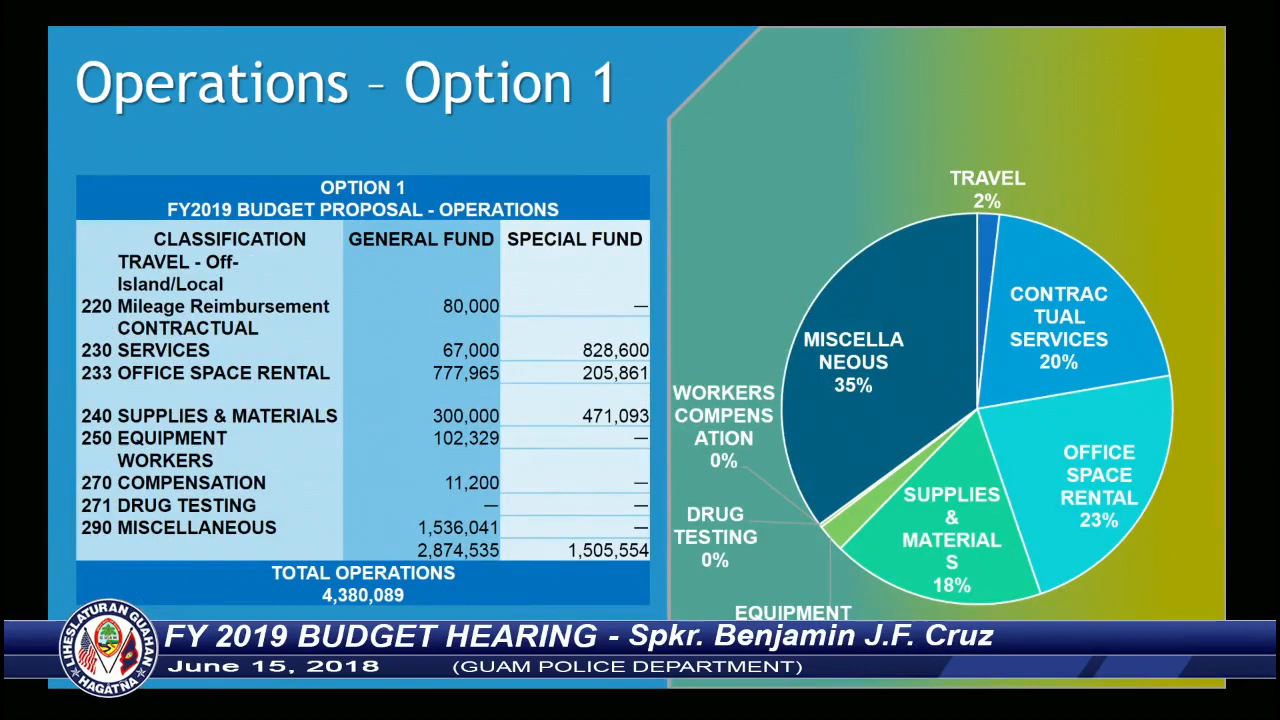 Operations – Option 1
OPTION 1
FY2019 BUDGET PROPOSAL - OPERATIONS
CLASSIFICATION GENERAL FUND SPECIAL FUND
TRAVEL - Off-
Island/Local
220 Mileage Reimbursement 80,000 —
CONTRACTUAL
230 SERVICES 67,000 828,600
233 OFFICE SPACE RENTAL 777,965 205,861
240 SUPPLIES & MATERIALS 300,000 471,093
250 EQUIPMENT 102,329 —
WORKERS
270 COMPENSATION 11,200 —
271 DRUG TESTING — —
290 MISCELLANEOUS 1,536,041 —
2,874,535 1,505,554
TOTAL OPERATIONS
4,380,089
TRAVEL
2%
CONTRAC
TUAL
SERVICES
20%
OFFICE
SPACE
RENTAL
23%
SUPPLIES
&
MATERIAL
S
18%
EQUIPMENT
DRUG
TESTING
0%
WORKERS
COMPENS
ATION
0%
MISCELLA
NEOUS
35%
LIHESLATURAN GUÅHAN
HAGÅTÑA
FY 2019 BUDGET HEARING - Spkr. Benjamin J.F. Cruz
June 15, 2018 (GUAM POLICE DEPARTMENT)